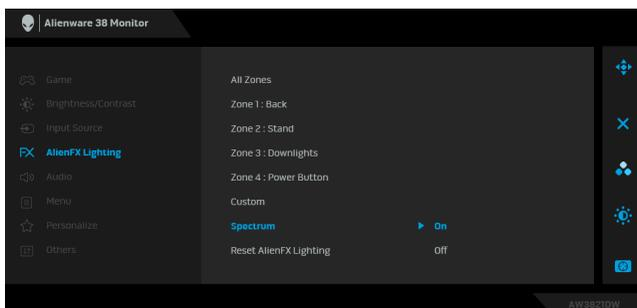 Alienware 38 Monitor
Game
Brightness/Contrast
Input Source
AlienFX Lighting
Audio
Menu
Personalize
Others
All Zones
Zone 1 : Back
Zone 2 : Stand
Zone 3 : Downlights
Zone 4 : Power Button
Custom
Spectrum On
Reset AlienFX Lighting Off
AW3821DW